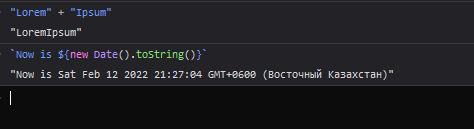 "Lorem" + "Ipsum"
"LoremIpsum"
`Now is ${new Date().toString()}`
"Now is Sat Feb 12 2022 21:27:04 GMT+0600 (Восточный Казахстан)"